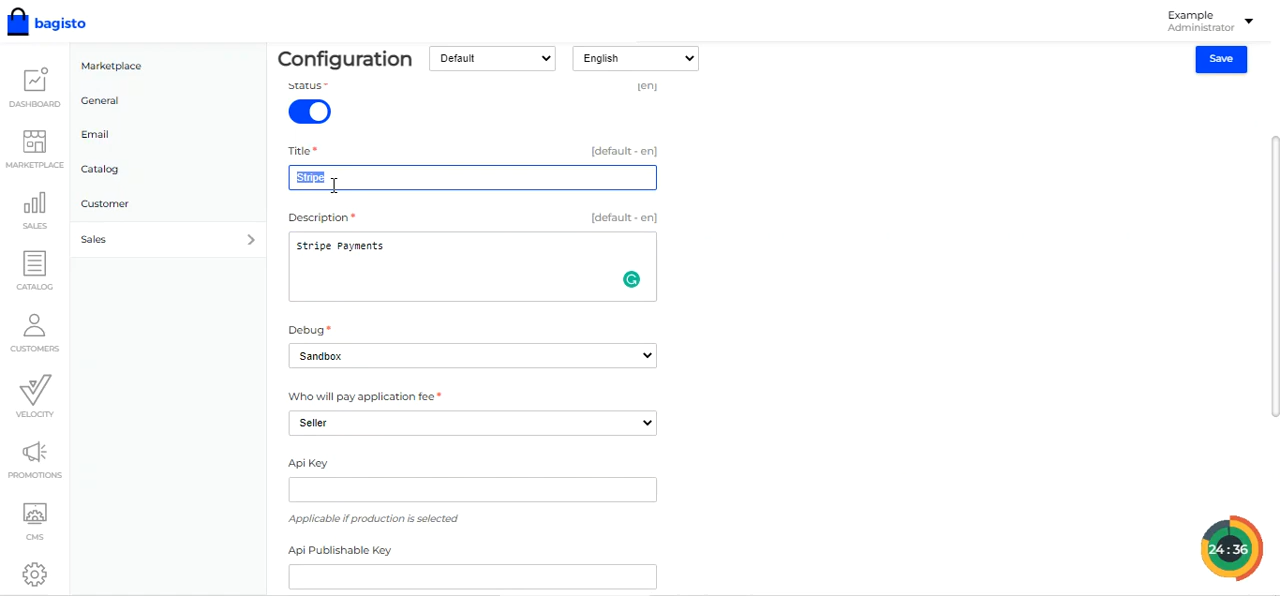 bagisto
Example
Administrator
Configuration
Default
English
Save
DASHBOARD
MARKETPLACE
SALES
CATALOG
CUSTOMERS
VELOCITY
PROMOTIONS
CMS
Marketplace
General
Email
Catalog
Customer
Sales
Status* [en]
Title* [default - en]
Stripe
Description* [default - en]
Stripe Payments
Debug*
Sandbox
Who will pay application fee*
Seller
Api Key
Applicable if production is selected
Api Publishable Key
24:36